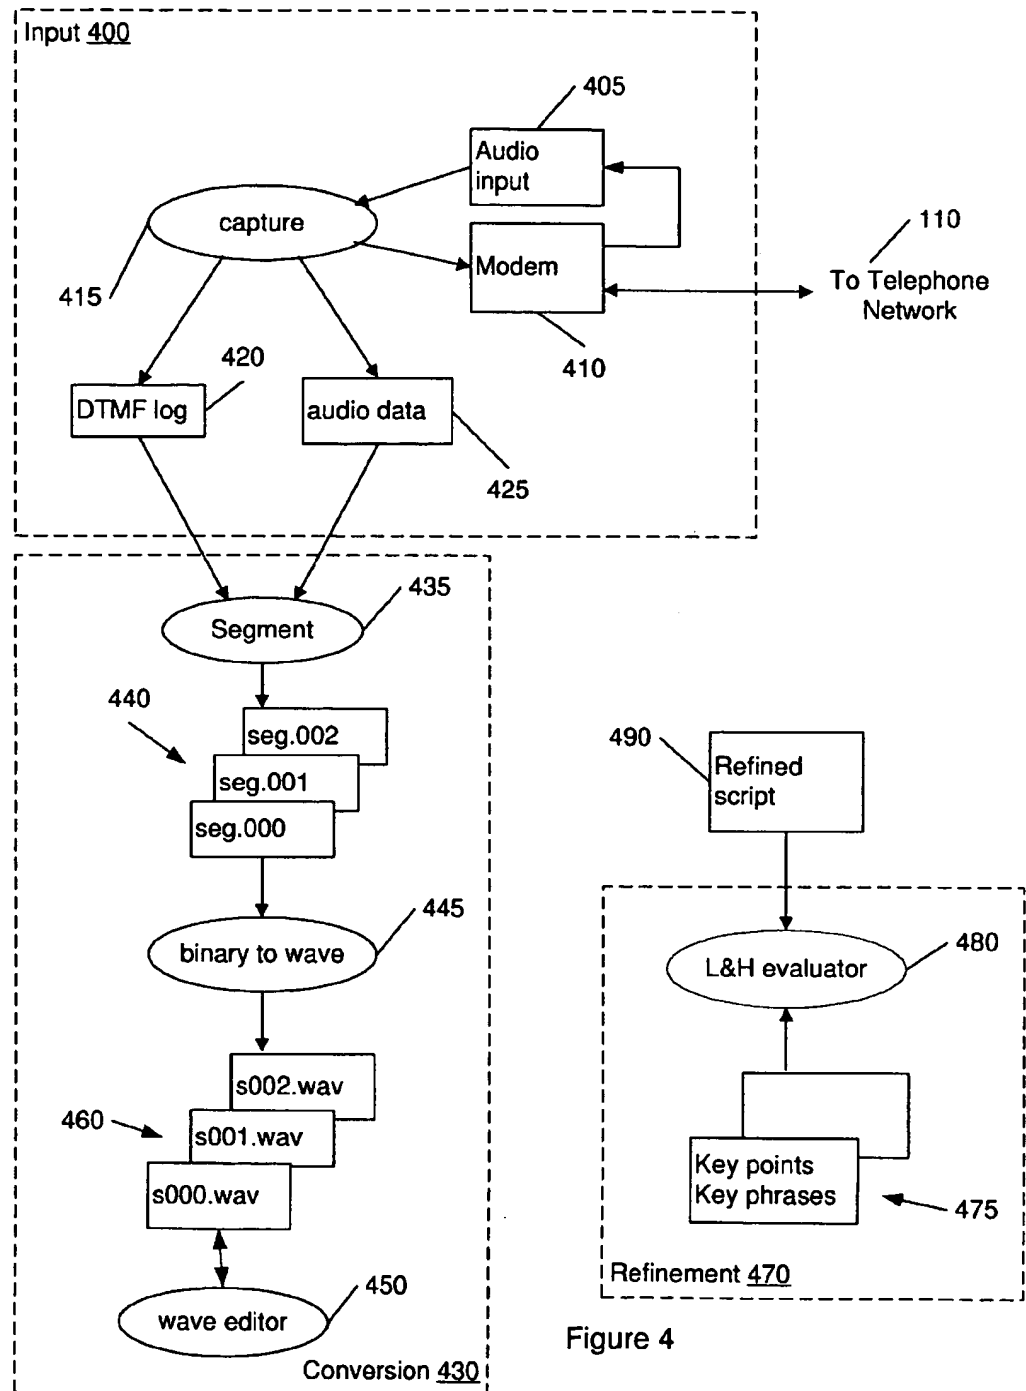 Input 400
405
Audio
input
capture
110
Modem
To Telephone
Network
415
410
420
DTMF log
audio data
425
435
Segment
440
seg.002
seg.001
seg.000
490
Refined
script
445
binary to wave
480
L&H evaluator
s002.wav
460
s001.wav
s000.wav
Key points
Key phrases
475
Refinement 470
450
wave editor
Figure 4
Conversion 430